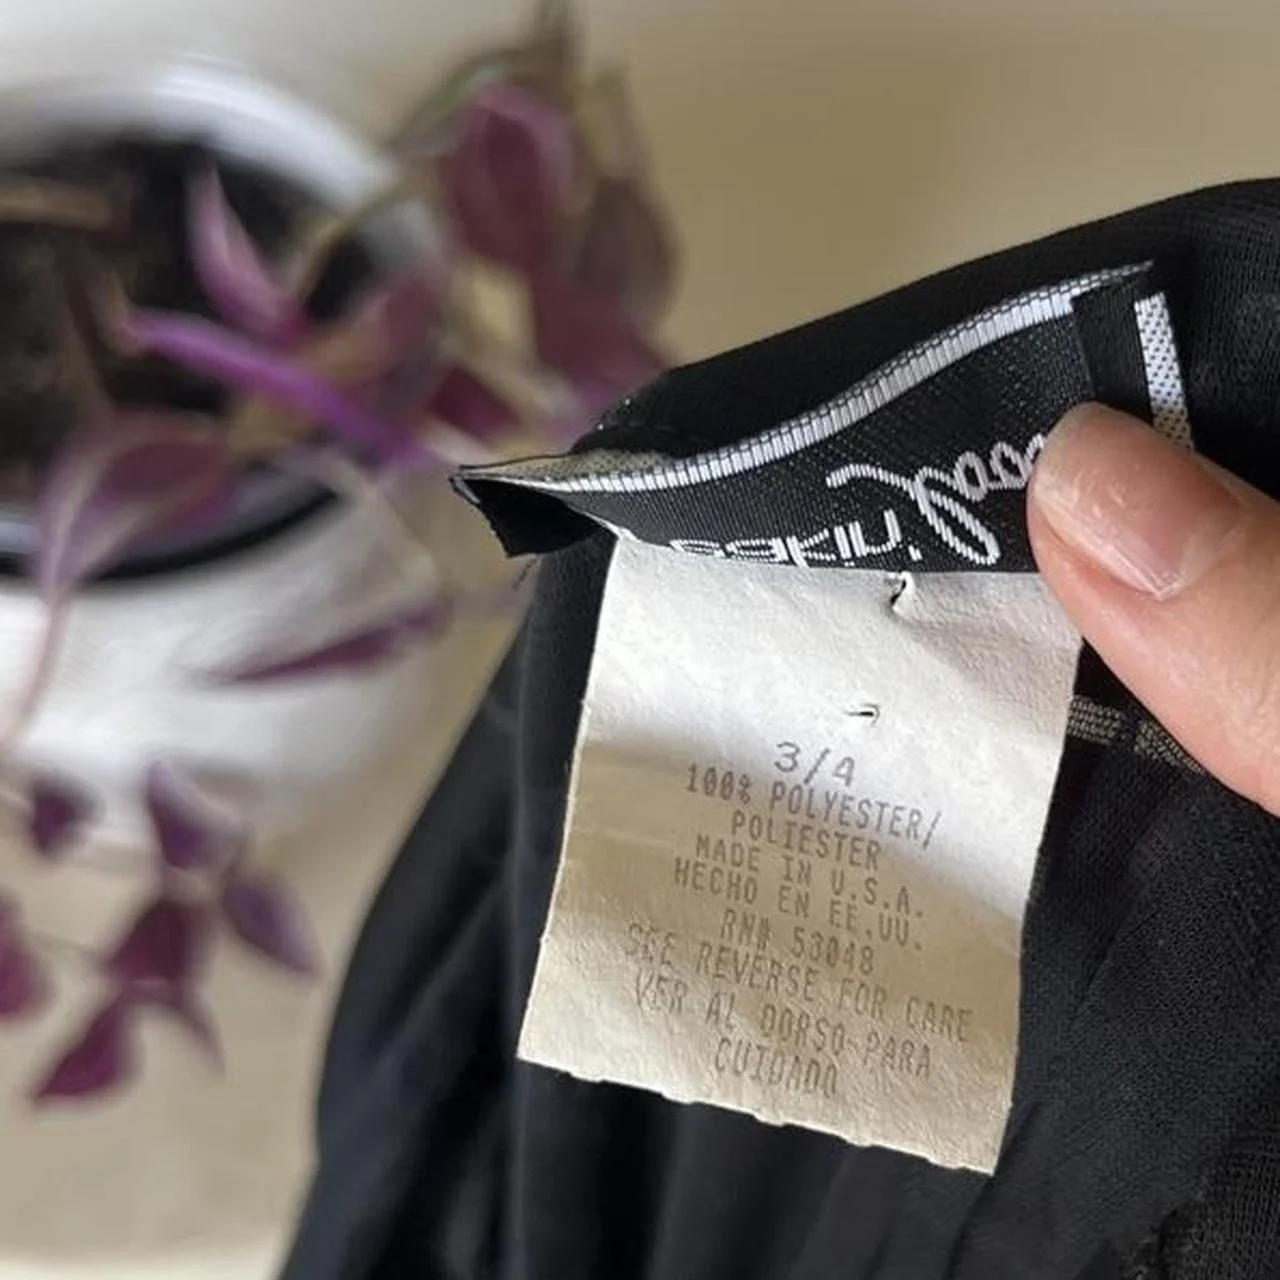 3/4
100% POLYESTER/
POLIESTER
MADE IN U.S.A.
HECHO EN EE.UU.
RN# 53048
SEE REVERSE FOR CARE
VER AL DORSO PARA
CUIDADO